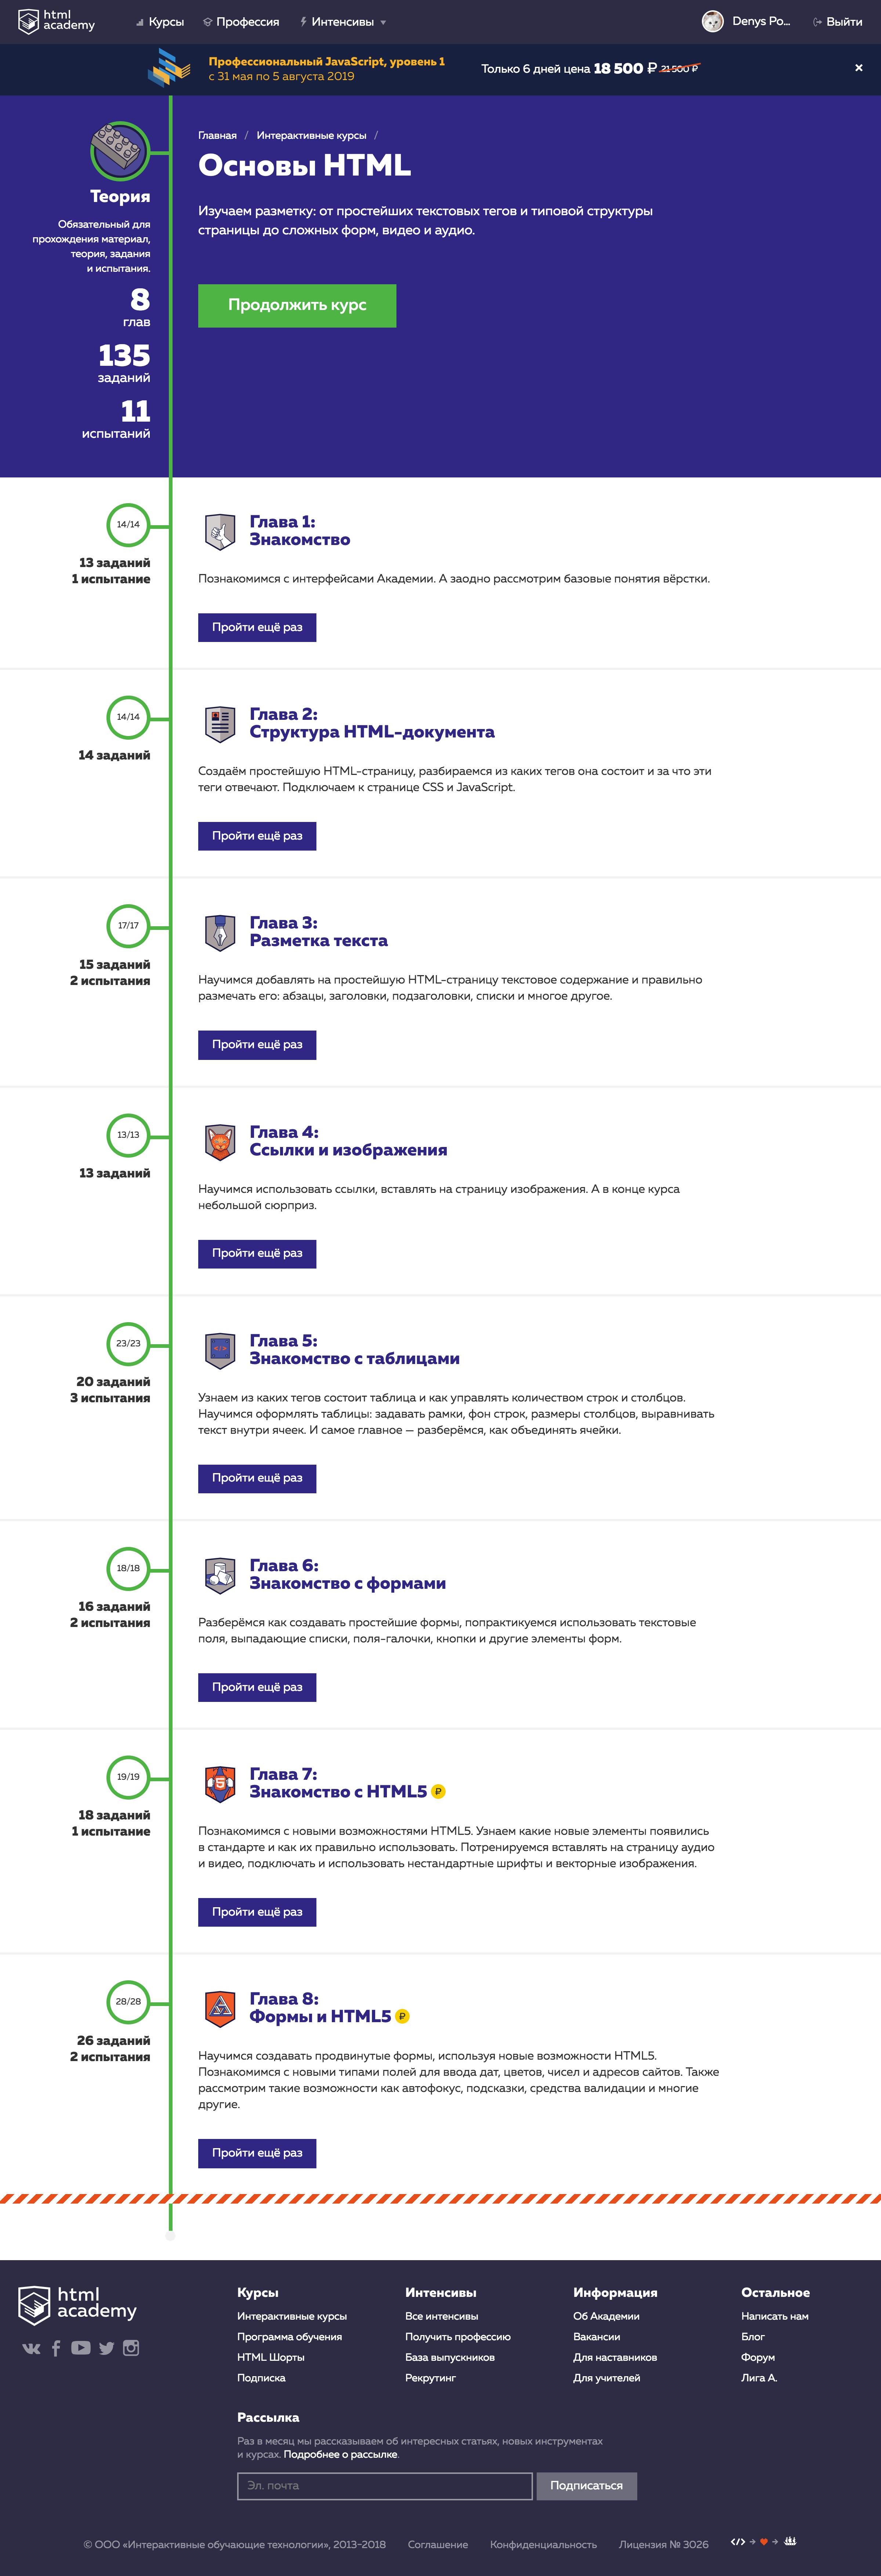 html
academy
Курсы
Профессия
Интенсивы
Denys Po...
Выйти
Профессиональный JavaScript, уровень 1
с 31 мая по 5 августа 2019
Только 6 дней цена 18 500 ₽ 21 500 ₽
×
Главная / Интерактивные курсы /
Основы HTML
Изучаем разметку: от простейших текстовых тегов и типовой структуры
страницы до сложных форм, видео и аудио.
Продолжить курс
Теория
Обязательный для
прохождения материал,
теория, задания
и испытания.
8
глав
135
заданий
11
испытаний
14/14
13 заданий
1 испытание
Глава 1:
Знакомство
Познакомимся с интерфейсами Академии. А заодно рассмотрим базовые понятия вёрстки.
Пройти ещё раз
14/14
14 заданий
Глава 2:
Структура HTML-документа
Создаём простейшую HTML-страницу, разбираемся из каких тегов она состоит и за что эти
теги отвечают. Подключаем к странице CSS и JavaScript.
Пройти ещё раз
17/17
15 заданий
2 испытания
Глава 3:
Разметка текста
Научимся добавлять на простейшую HTML-страницу текстовое содержание и правильно
размечать его: абзацы, заголовки, подзаголовки, списки и многое другое.
Пройти ещё раз
13/13
13 заданий
Глава 4:
Ссылки и изображения
Научимся использовать ссылки, вставлять на страницу изображения. А в конце курса
небольшой сюрприз.
Пройти ещё раз
23/23
20 заданий
3 испытания
Глава 5:
Знакомство с таблицами
Узнаем из каких тегов состоит таблица и как управлять количеством строк и столбцов.
Научимся оформлять таблицы: задавать рамки, фон строк, размеры столбцов, выравнивать
текст внутри ячеек. И самое главное — разберёмся, как объединять ячейки.
Пройти ещё раз
18/18
16 заданий
2 испытания
Глава 6:
Знакомство с формами
Разберёмся как создавать простейшие формы, попрактикуемся использовать текстовые
поля, выпадающие списки, поля-галочки, кнопки и другие элементы форм.
Пройти ещё раз
19/19
18 заданий
1 испытание
Глава 7:
Знакомство с HTML5 ₽
Познакомимся с новыми возможностями HTML5. Узнаем какие новые элементы появились
в стандарте и как их правильно использовать. Потренируемся вставлять на страницу аудио
и видео, подключать и использовать нестандартные шрифты и векторные изображения.
Пройти ещё раз
28/28
26 заданий
2 испытания
Глава 8:
Формы и HTML5 ₽
Научимся создавать продвинутые формы, используя новые возможности HTML5.
Познакомимся с новыми типами полей для ввода дат, цветов, чисел и адресов сайтов. Также
рассмотрим такие возможности как автофокус, подсказки, средства валидации и многие
другие.
Пройти ещё раз
html
academy
Курсы
Интерактивные курсы
Программа обучения
HTML Шорты
Подписка
Интенсивы
Все интенсивы
Получить профессию
База выпускников
Рекрутинг
Информация
Об Академии
Вакансии
Для наставников
Для учителей
Остальное
Написать нам
Блог
Форум
Лига А.
Рассылка
Раз в месяц мы рассказываем об интересных статьях, новых инструментах
и курсах. Подробнее о рассылке.
Эл. почта
Подписаться
© ООО «Интерактивные обучающие технологии», 2013-2018
Соглашение
Конфиденциальность
Лицензия № 3026